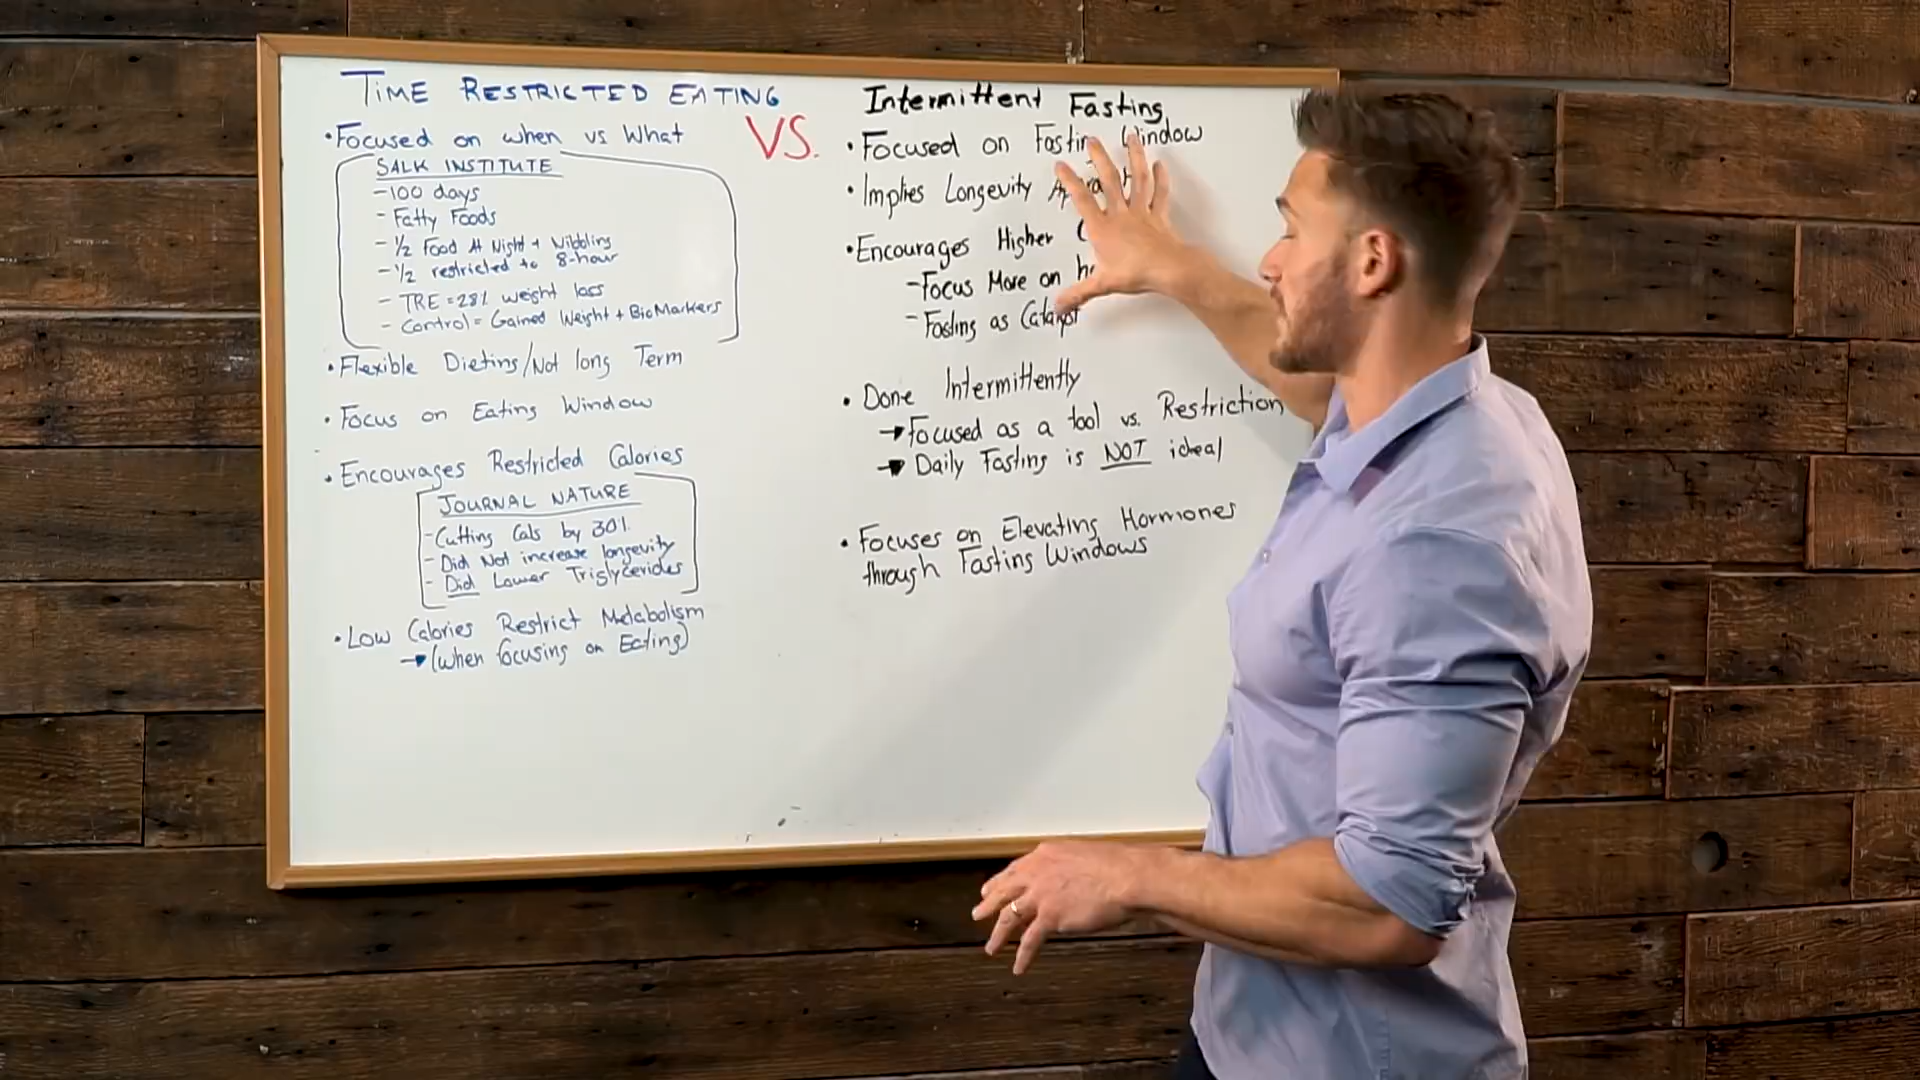 TIME RESTRICTED EATING
• Focused on when vs What
SALK INSTITUTE
- 100 days
- Fatty Foods
- 1/2 Food At Night + Nibbling
- 1/2 restricted to 8-hour
- TRE = 28% weight loss
- Control = Gained Weight + BioMarkers
• Flexible Dieting/Not long Term
• Focus on Eating Window
• Encourages Restricted Calories
JOURNAL NATURE
- Cutting Cals by 30%
- Did Not increase longevity
- Did Lower Triglycerides
• Low Calories Restrict Metabolism
→ (when focusing on Eating)
VS.
Intermittent Fasting
• Focused on Fasting Window
• Implies Longevity
• Encourages Higher
- Focus More on
- Fasting as Catalyst
• Done Intermittently
→ Focused as a tool vs. Restriction
→ Daily Fasting is NOT ideal
• Focuses on Elevating Hormones
through Fasting Windows